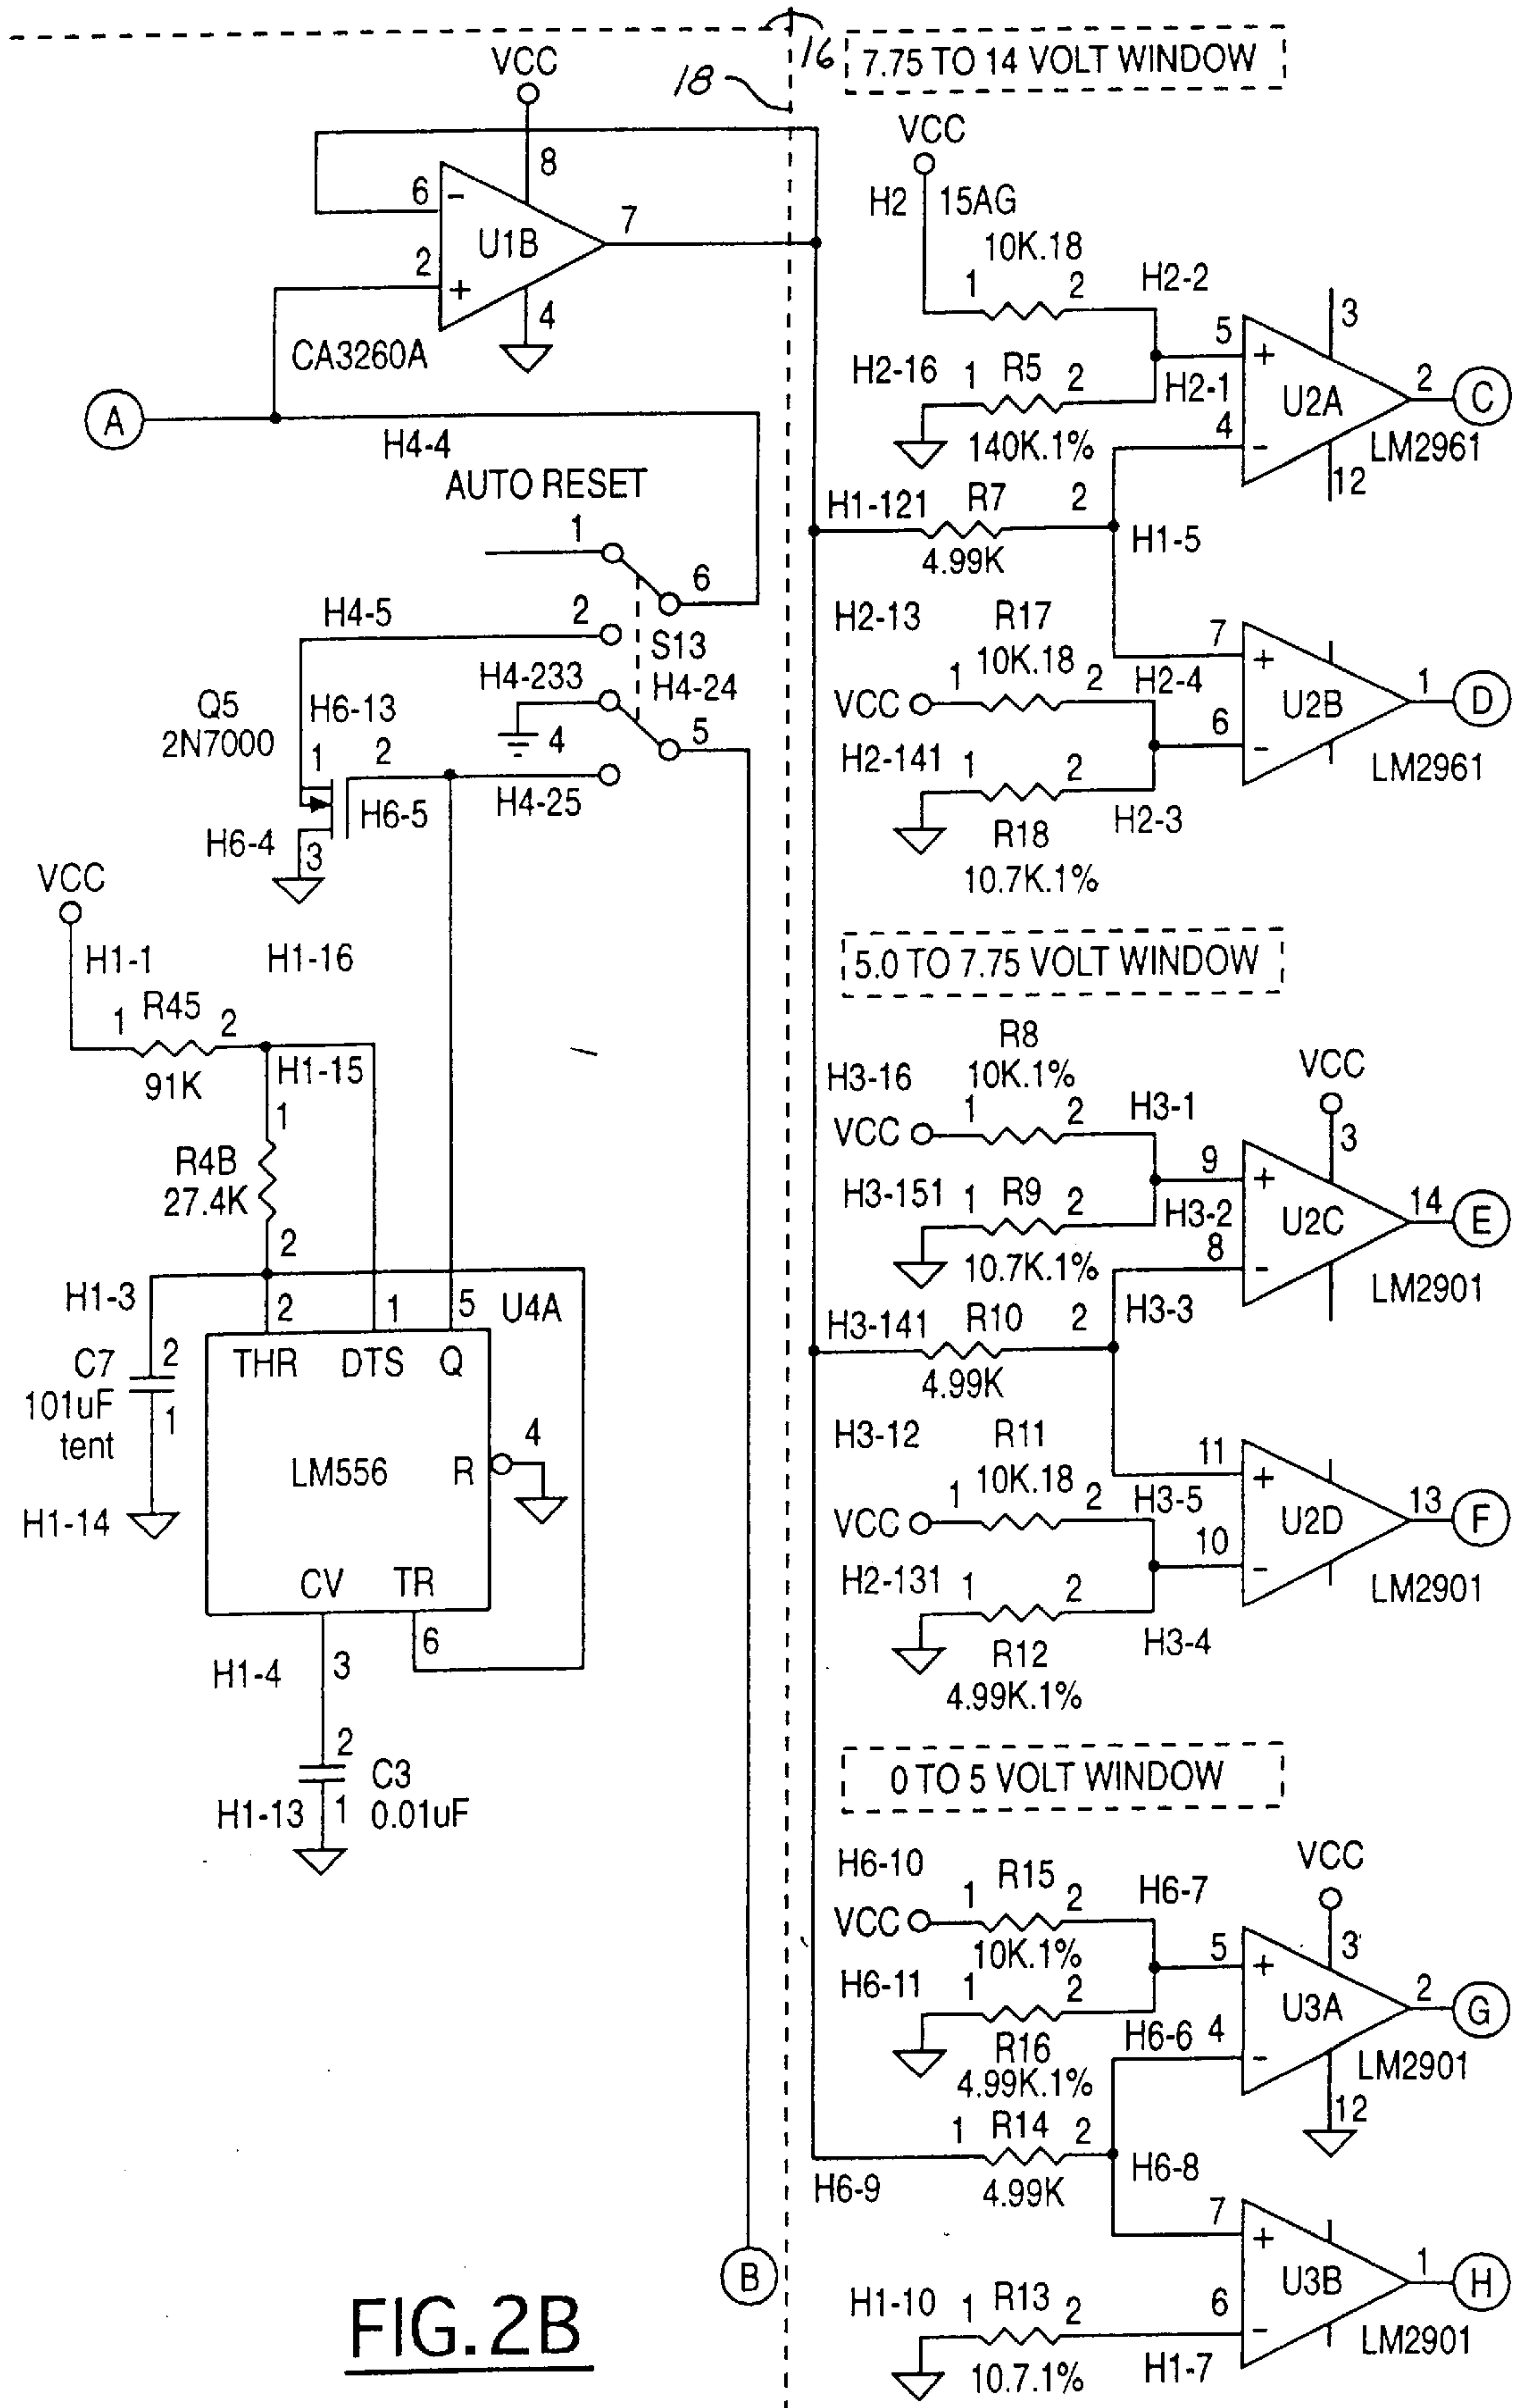 16
18
7.75 TO 14 VOLT WINDOW
VCC
8
6
-
U1B
7
2
+
4
CA3260A
A
H4-4
AUTO RESET
1
6
H4-5
2
S13
H4-233
H4-24
4
5
Q5
2N7000
H6-13
1
2
H6-5
H4-25
H6-4
3
VCC
H1-1
H1-16
1
R45
2
91K
H1-15
1
R4B
27.4K
2
H1-3
2
1
5
U4A
C7
101uF
tent
2
1
THR
DTS
Q
LM556
R
4
H1-14
CV
TR
6
H1-4
3
2
C3
0.01uF
H1-13
1
B
FIG.2B
VCC
H2
15AG
10K.18
1
2
H2-2
3
5
+
H2-16
1
R5
2
H2-1
U2A
2
C
140K.1%
4
-
LM2961
12
H1-121
R7
2
4.99K
H1-5
H2-13
R17
10K.18
7
+
VCC
1
2
H2-4
U2B
1
D
6
-
H2-141
1
2
LM2961
R18
H2-3
10.7K.1%
5.0 TO 7.75 VOLT WINDOW
R8
VCC
H3-16
10K.1%
VCC
1
2
H3-1
3
9
+
H3-151
1
R9
2
H3-2
U2C
14
E
10.7K.1%
8
-
LM2901
H3-141
R10
2
H3-3
4.99K
H3-12
R11
10K.18
11
+
VCC
1
2
H3-5
U2D
13
F
10
-
H2-131
1
2
LM2901
R12
H3-4
4.99K.1%
0 TO 5 VOLT WINDOW
VCC
H6-10
1
R15
2
H6-7
VCC
10K.1%
3
5
+
H6-11
1
2
U3A
2
G
R16
H6-6
4
-
4.99K.1%
LM2901
12
1
R14
2
H6-9
4.99K
H6-8
7
+
U3B
1
H
H1-10
1
R13
2
6
-
LM2901
10.7.1%
H1-7